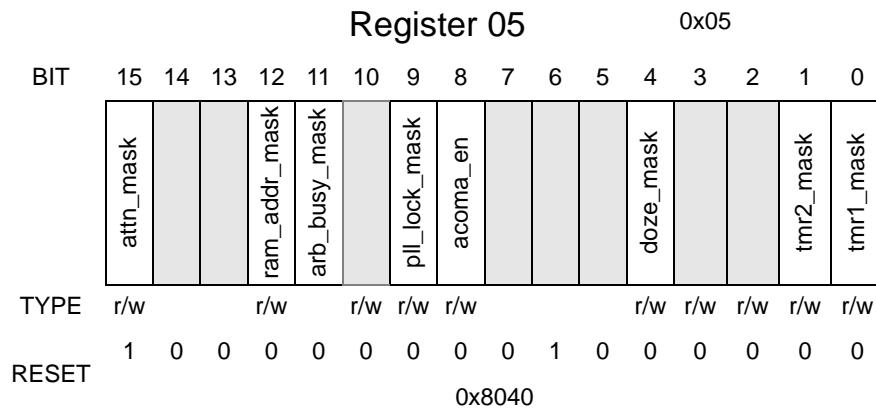 Register 05 0x05
BIT 15 14 13 12 11 10 9 8 7 6 5 4 3 2 1 0
attn_mask ram_addr_mask arb_busy_mask pll_lock_mask acoma_en doze_mask tmr2_mask tmr1_mask
TYPE r/w r/w r/w r/w r/w r/w r/w r/w r/w r/w
RESET 1 0 0 0 0 0 0 0 0 1 0 0 0 0 0 0
0x8040